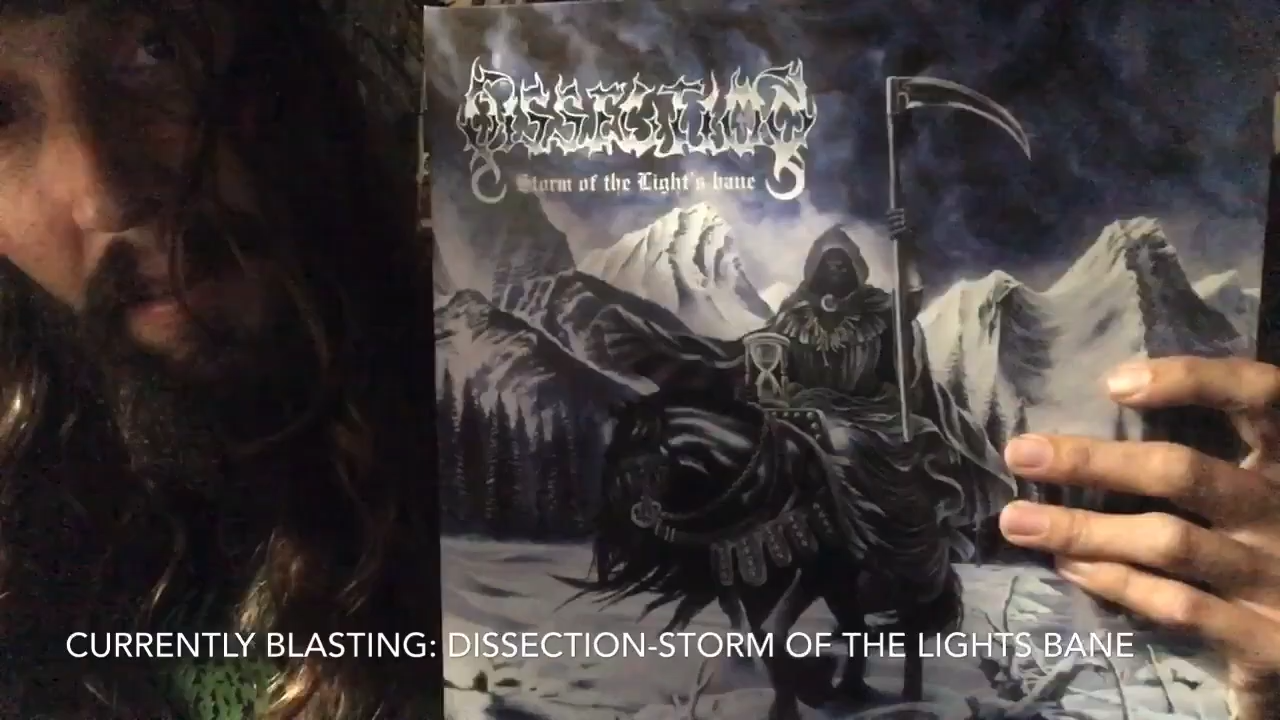 DISSECTION
Storm of the Light's bane
CURRENTLY BLASTING: DISSECTION-STORM OF THE LIGHTS BANE